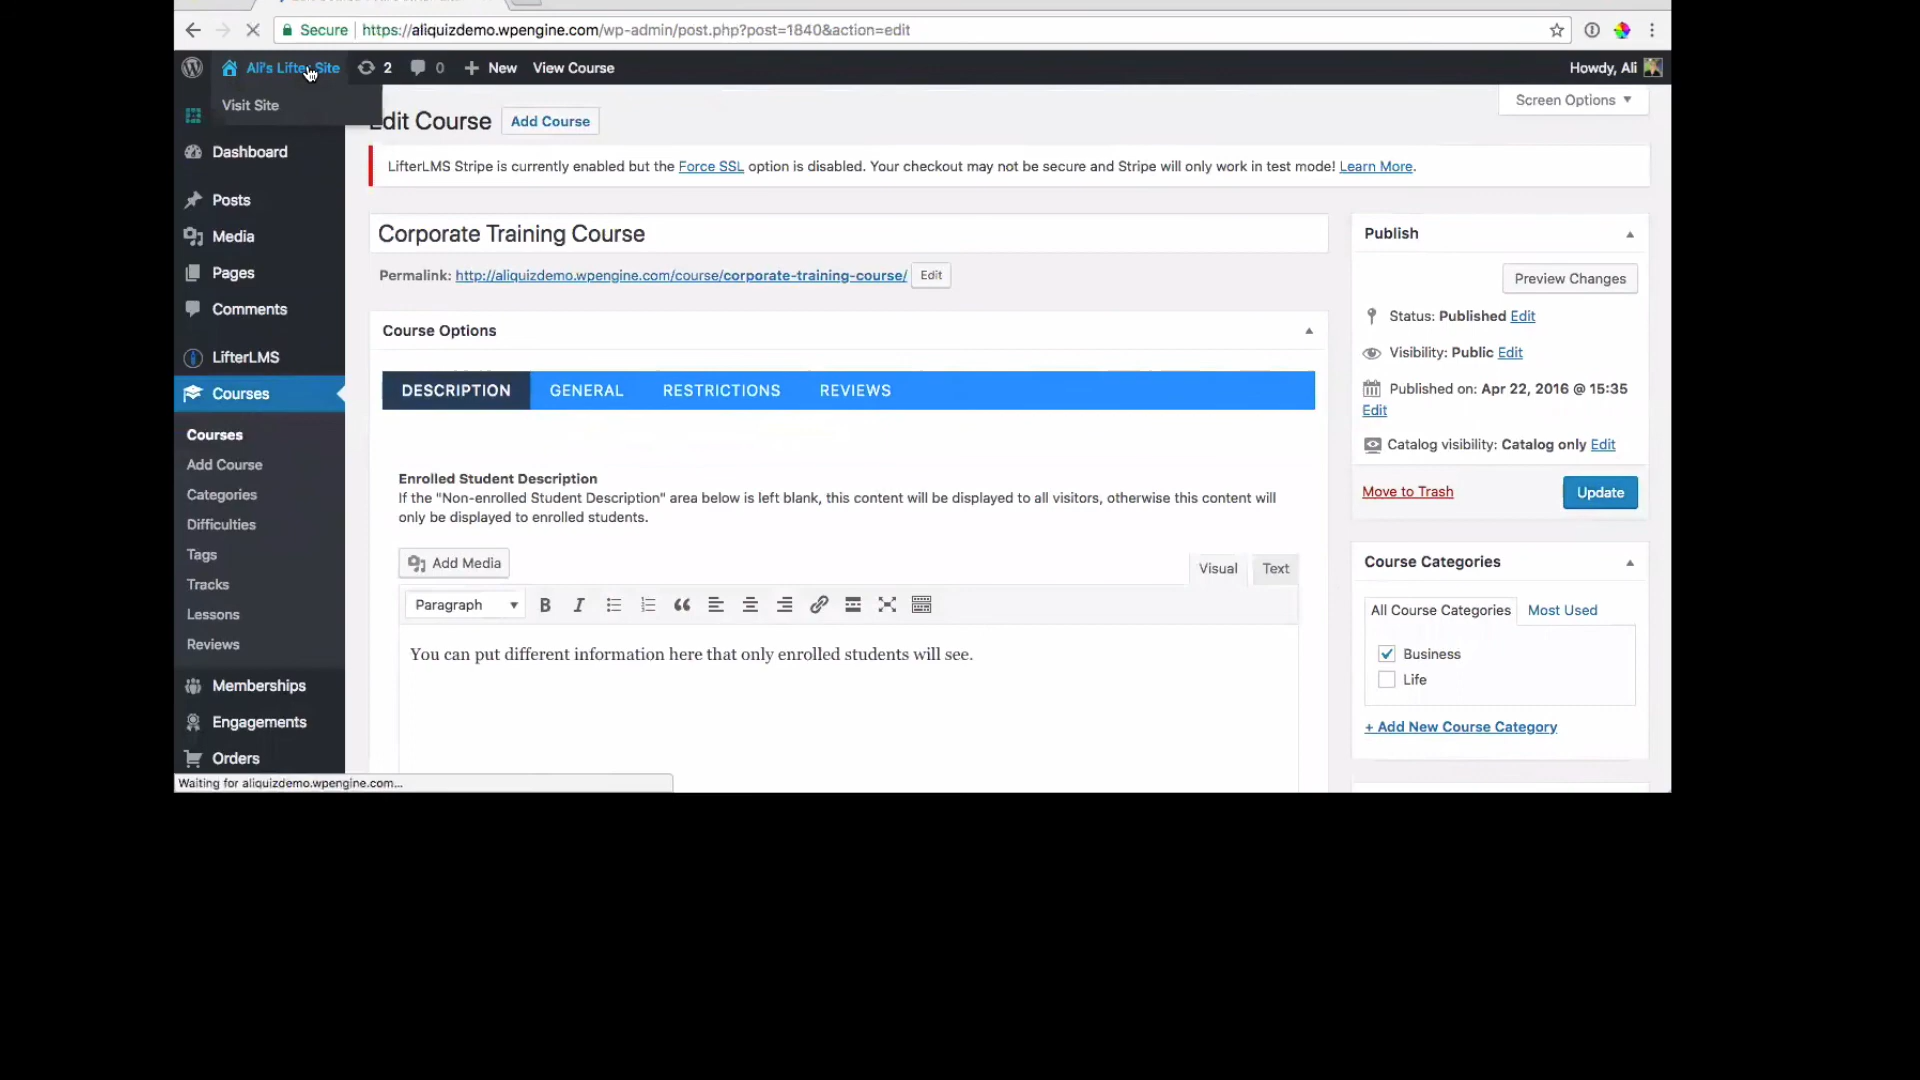 Secure https://aliquizdemo.wpengine.com/wp-admin/post.php?post=1840&action=edit
Ali's Lifter Site 2 0 New View Course Howdy, Ali
Visit Site
Screen Options
Edit Course Add Course
LifterLMS Stripe is currently enabled but the Force SSL option is disabled. Your checkout may not be secure and Stripe will only work in test mode! Learn More.
Dashboard
Posts
Media
Pages
Comments
LifterLMS
Courses
Courses
Add Course
Categories
Difficulties
Tags
Tracks
Lessons
Reviews
Memberships
Engagements
Orders
Waiting for aliquizdemo.wpengine.com...
Corporate Training Course
Permalink: http://aliquizdemo.wpengine.com/course/corporate-training-course/ Edit
Course Options
DESCRIPTION GENERAL RESTRICTIONS REVIEWS
Enrolled Student Description
If the "Non-enrolled Student Description" area below is left blank, this content will be displayed to all visitors, otherwise this content will
only be displayed to enrolled students.
Add Media
Visual Text
Paragraph B I
You can put different information here that only enrolled students will see.
Publish
Preview Changes
Status: Published Edit
Visibility: Public Edit
Published on: Apr 22, 2016 @ 15:35
Edit
Catalog visibility: Catalog only Edit
Move to Trash Update
Course Categories
All Course Categories Most Used
Business
Life
+ Add New Course Category